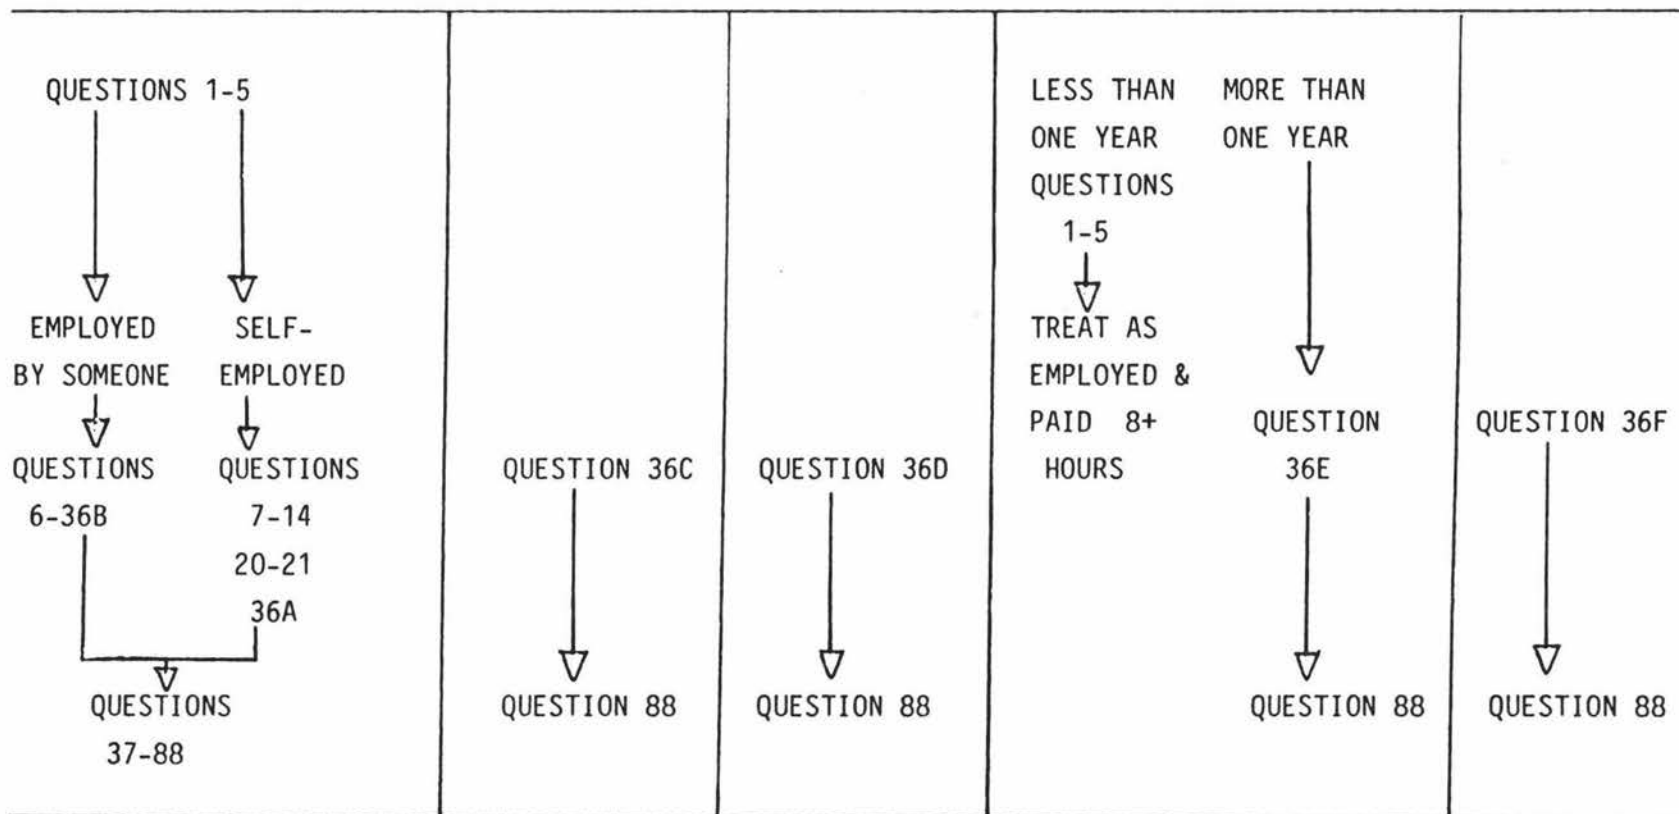 QUESTIONS 1-5
EMPLOYED
BY SOMEONE
QUESTIONS
6-36B
SELF-
EMPLOYED
QUESTIONS
7-14
20-21
36A
QUESTIONS
37-88
QUESTION 36C
QUESTION 88
QUESTION 36D
QUESTION 88
LESS THAN
ONE YEAR
QUESTIONS
1-5
TREAT AS
EMPLOYED &
PAID 8+
HOURS
MORE THAN
ONE YEAR
QUESTION
36E
QUESTION 88
QUESTION 36F
QUESTION 88